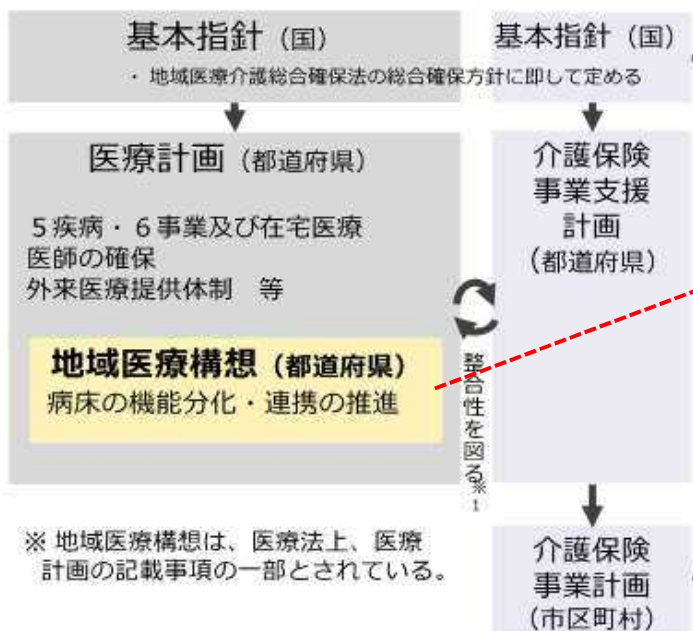 基本指針（国）
・ 地域医療介護総合確保法の総合確保方針に即して定める
医療計画（都道府県）
５疾病・６事業及び在宅医療
医師の確保
外来医療提供体制　等
地域医療構想（都道府県）
病床の機能分化・連携の推進
※ 地域医療構想は、医療法上、医療
計画の記載事項の一部とされている。
整合性を図る※1
基本指針（国）
介護保険
事業支援
計画
（都道府県）
介護保険
事業計画
（市区町村）